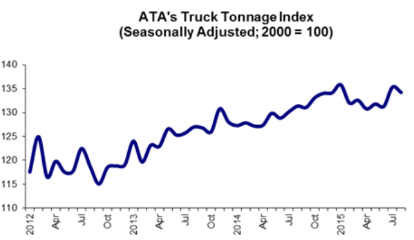 ATA's Truck Tonnage Index
(Seasonally Adjusted; 2000 = 100)
140
135
130
125
120
115
110
2012
Apr
Jul
Oct
2013
Apr
Jul
Oct
2014
Apr
Jul
Oct
2015
Apr
Jul